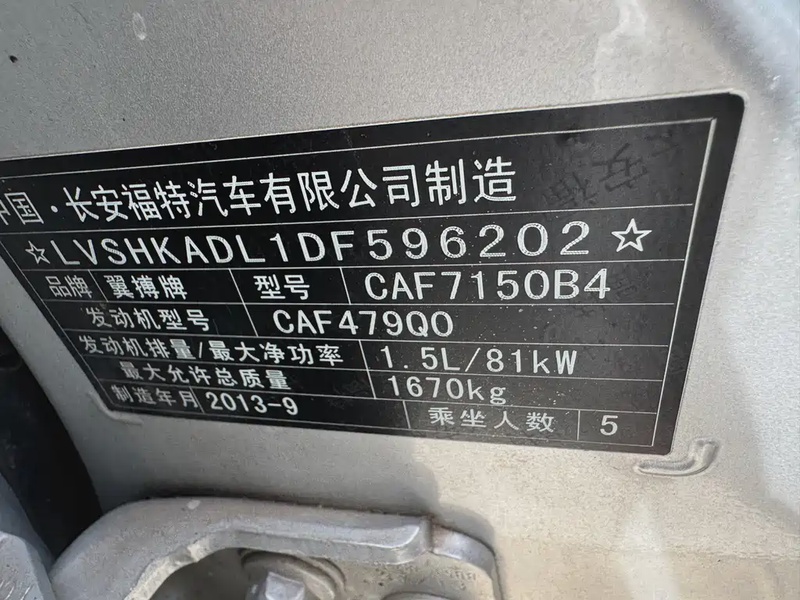 中国·长安福特汽车有限公司制造
☆LVSHKADL1DF596202☆
品牌 翼搏牌 型号 CAF7150B4
发动机型号 CAF479Q0
发动机排量/最大净功率 1.5L/81kW
最大允许总质量 1670kg
制造年月 2013-9 乘坐人数 5